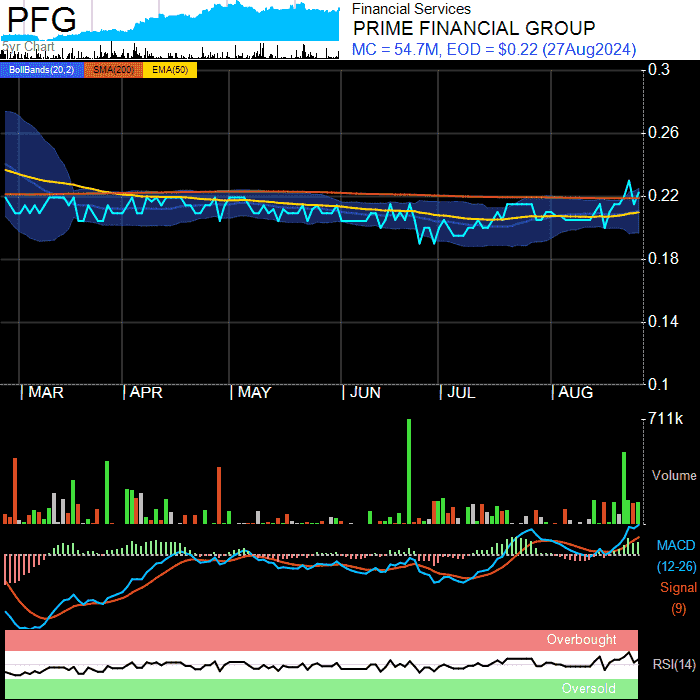 PFG
Financial Services
PRIME FINANCIAL GROUP
5yr Chart
MC = 54.7M, EOD = $0.22 (27Aug2024)
BollBands(20,2) SMA(200) EMA(50)
0.3
0.26
0.22
0.18
0.14
0.1
MAR APR MAY JUN JUL AUG
711k
Volume
MACD
(12-26)
Signal
(9)
Overbought
RSI(14)
Oversold